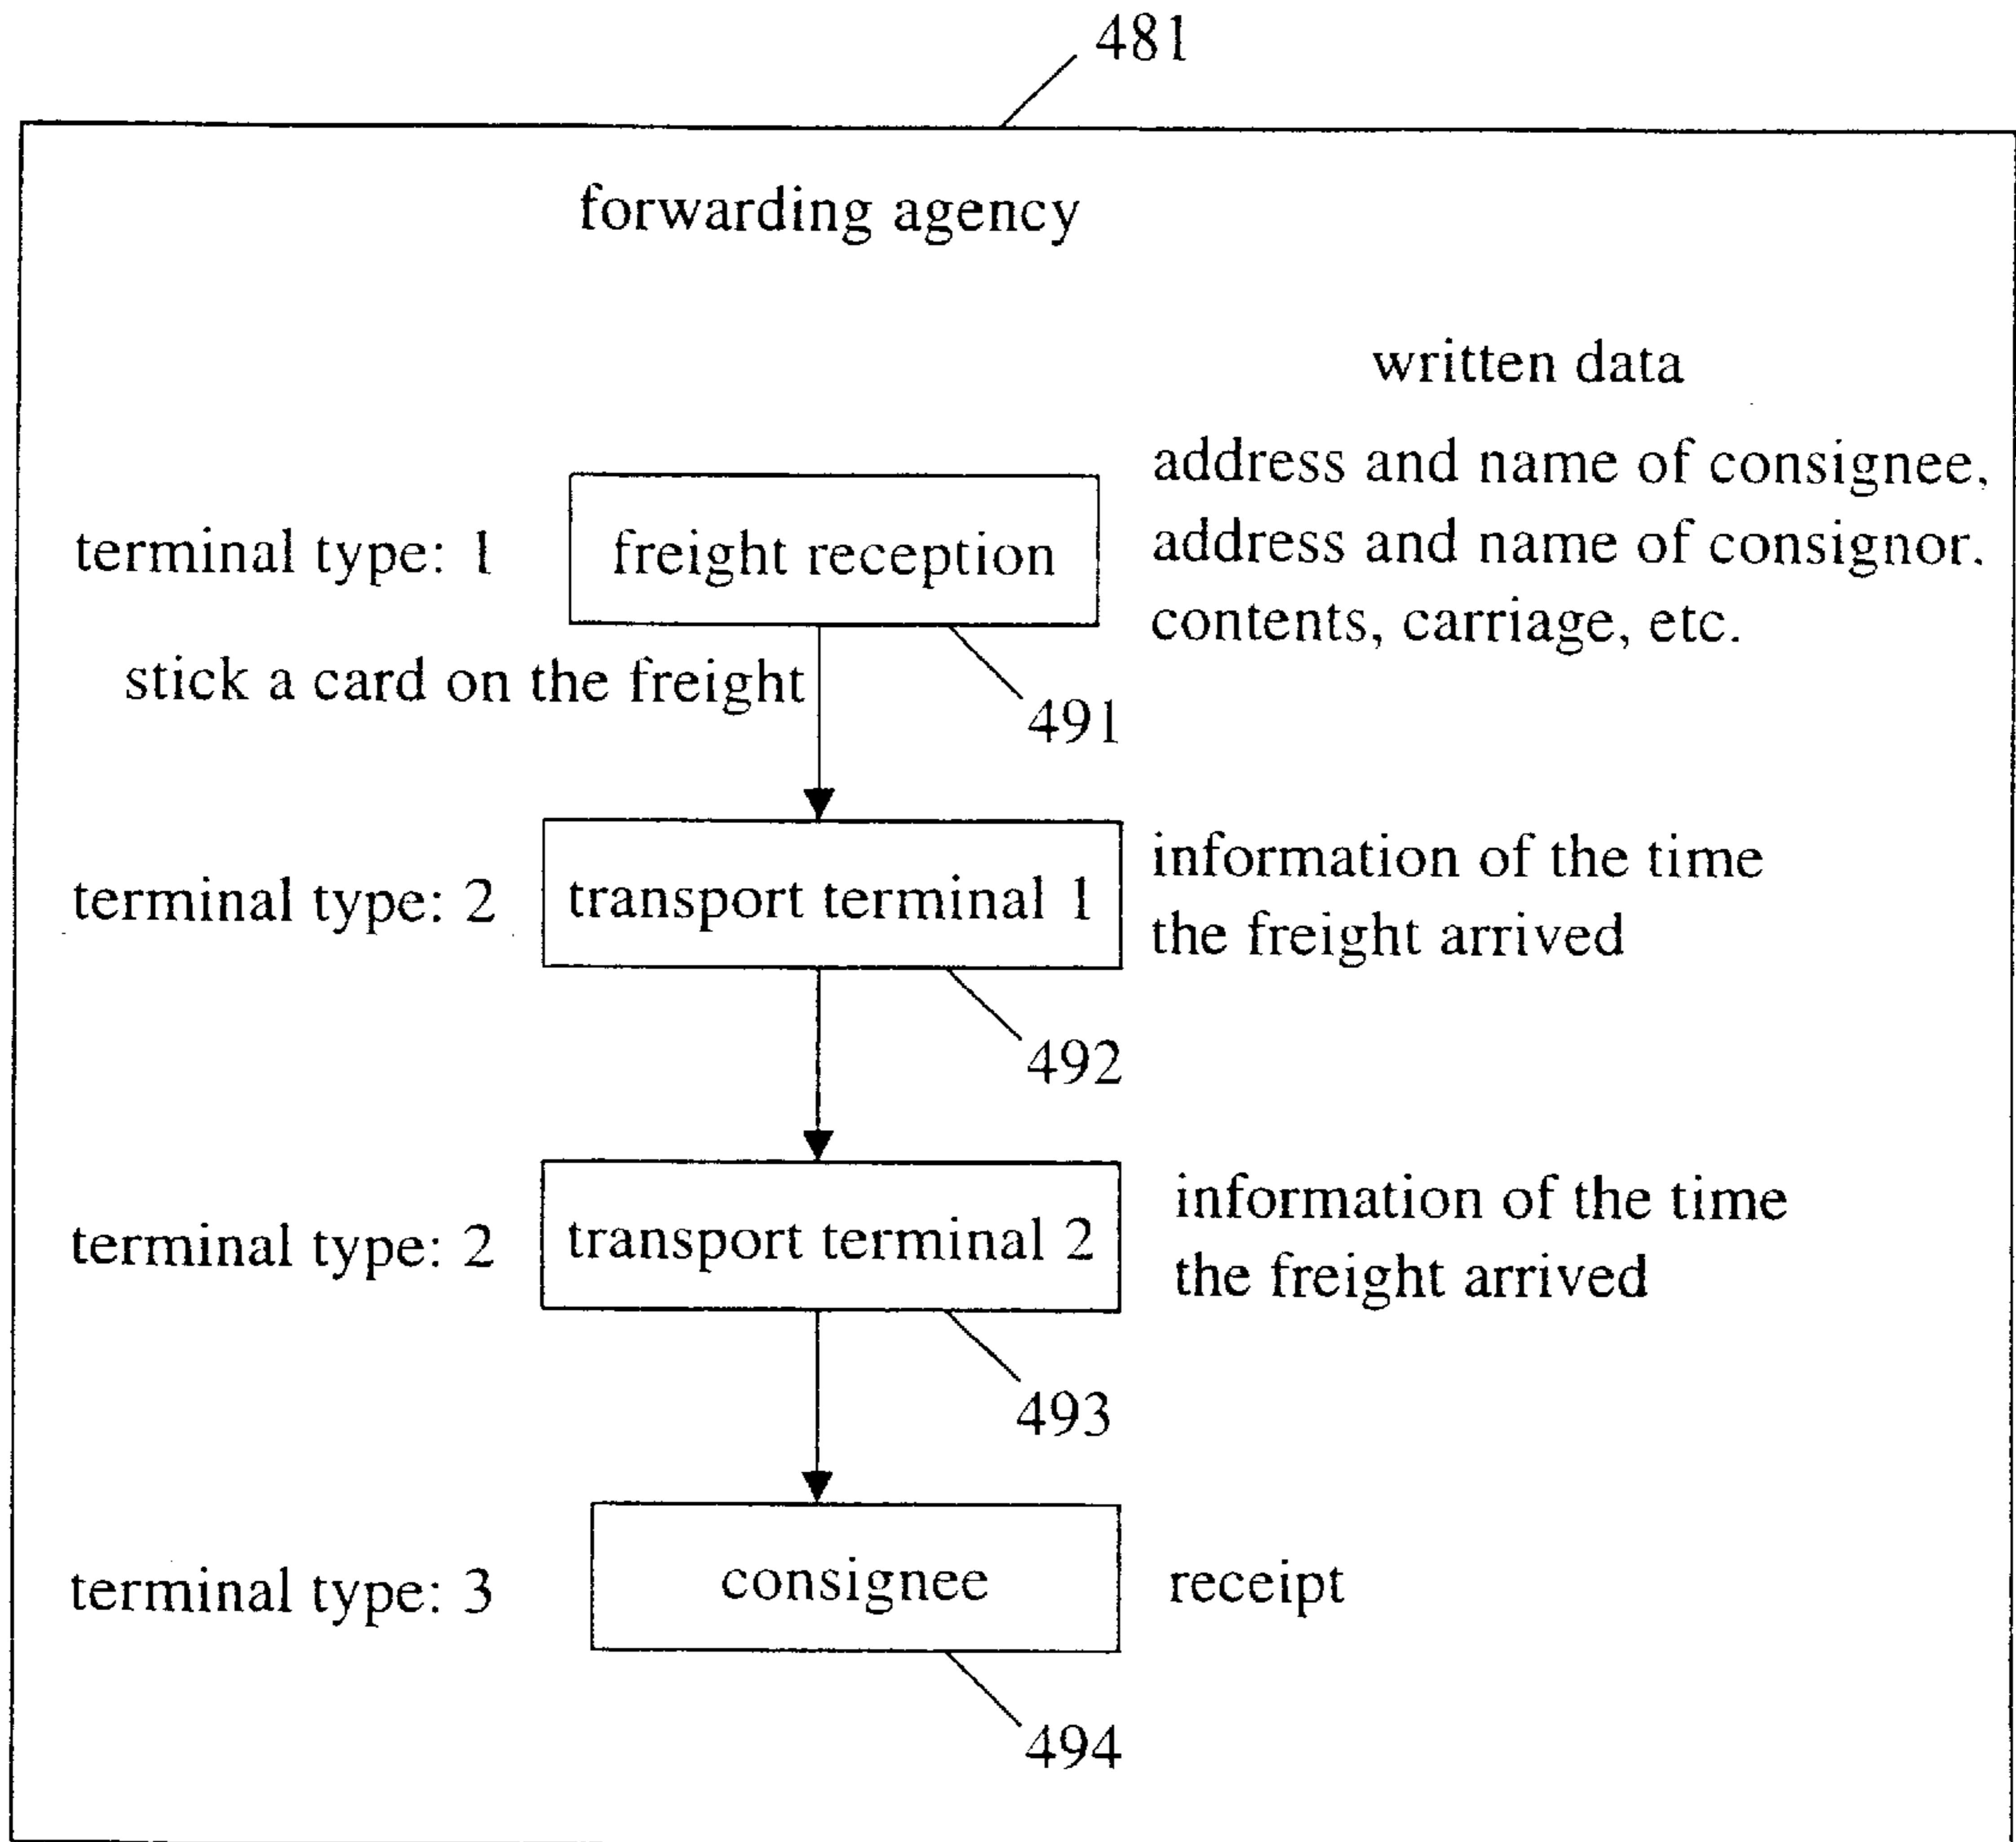 481
forwarding agency
written data
address and name of consignee,
terminal type: 1
freight reception
address and name of consignor.
contents, carriage, etc.
stick a card on the freight
491
terminal type: 2
transport terminal 1
information of the time
the freight arrived
492
terminal type: 2
transport terminal 2
information of the time
the freight arrived
493
terminal type: 3
consignee
receipt
494